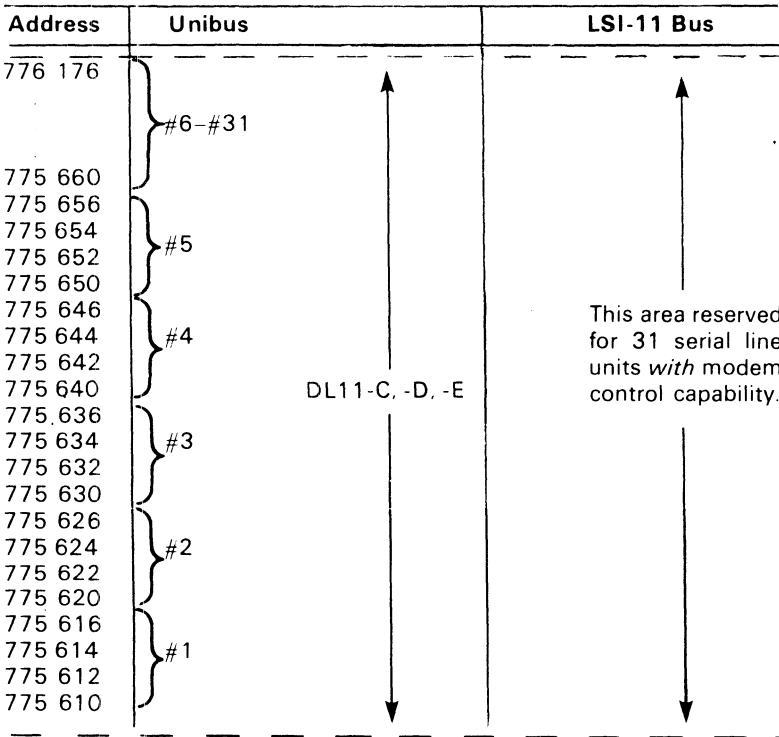 Address Unibus LSI-11 Bus
776 176
#6–#31
775 660
775 656
775 654
#5
775 652
775 650
775 646
775 644 #4
775 642
775 640
775 636
775 634 #3
775 632
775 630
775 626
775 624 #2
775 622
775 620
775 616
775 614 #1
775 612
775 610
DL11-C, -D, -E
This area reserved
for 31 serial line
units with modem
control capability.